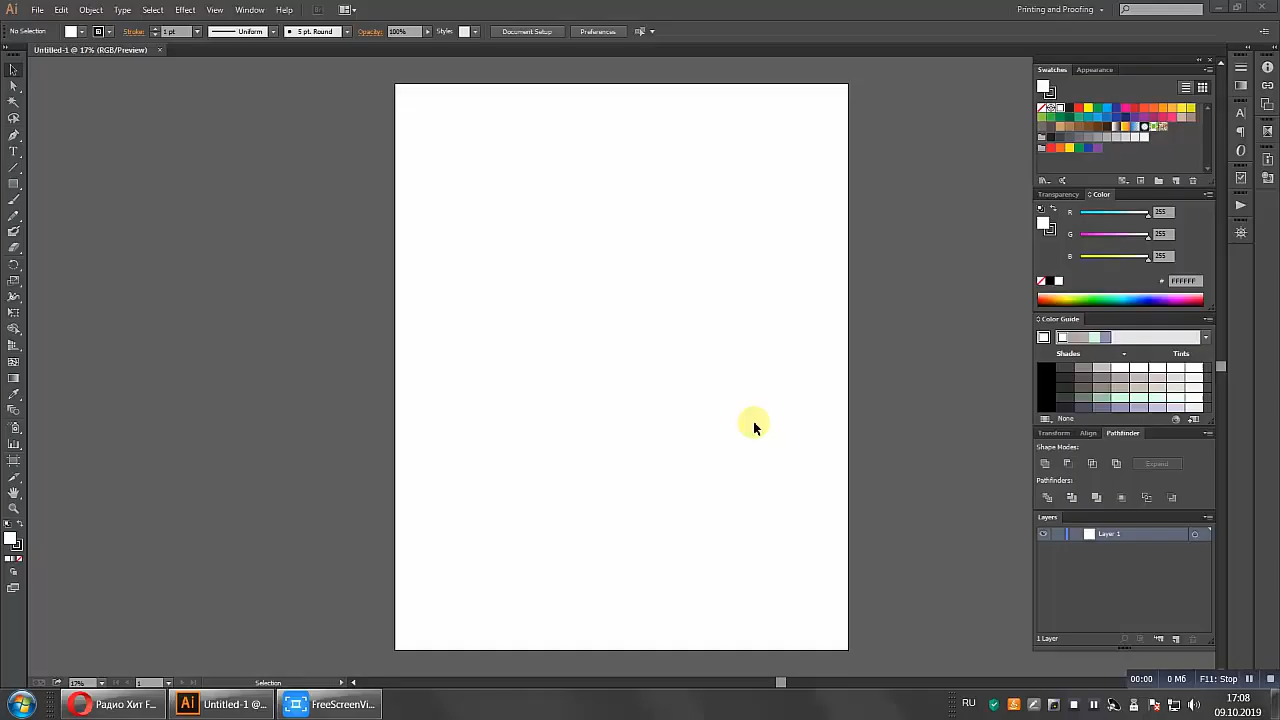 Ai File Edit Object Type Select Effect View Window Help Br Printing and Proofing
No Selection Stroke: 1 pt Uniform 5 pt. Round Opacity: 100% Styles: Document Setup Preferences
Untitled-1 @ 17% (RGB/Preview) ×
Swatches Appearance
Transparency Color
R 255
G 255
B 255
# FFFFFF
Color Guide
Shades Tints
None
Transform Align Pathfinder
Shape Modes:
Expand
Pathfinders:
Layers
Layer 1
1 Layer
17% 1 Selection
00:00 0 Мб F11: Stop
Радио Хит F... Ai Untitled-1 @... FreeScreenVi... RU 17:08
09.10.2019